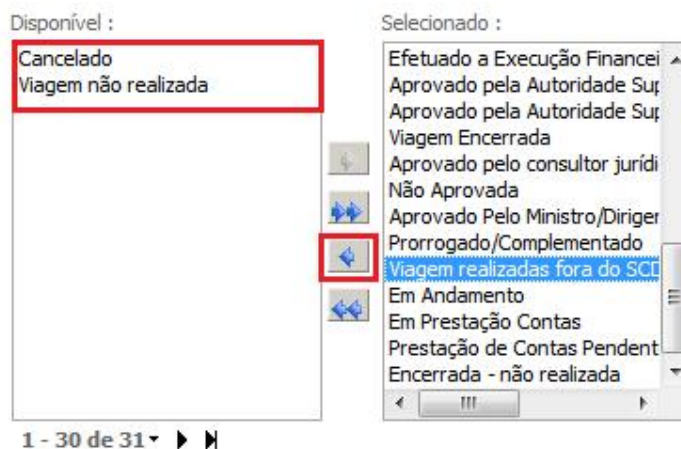 Disponível :
Cancelado
Viagem não realizada
1 - 30 de 31
Selecionado :
Efetuado a Execução Financei
Aprovado pela Autoridade Sup
Aprovado pela Autoridade Sup
Viagem Encerrada
Aprovado pelo consultor jurídi
Não Aprovada
Aprovado Pelo Ministro/Dirigen
Prorrogado/Complementado
Viagem realizadas fora do SCD
Em Andamento
Em Prestação Contas
Prestação de Contas Pendent
Encerrada - não realizada